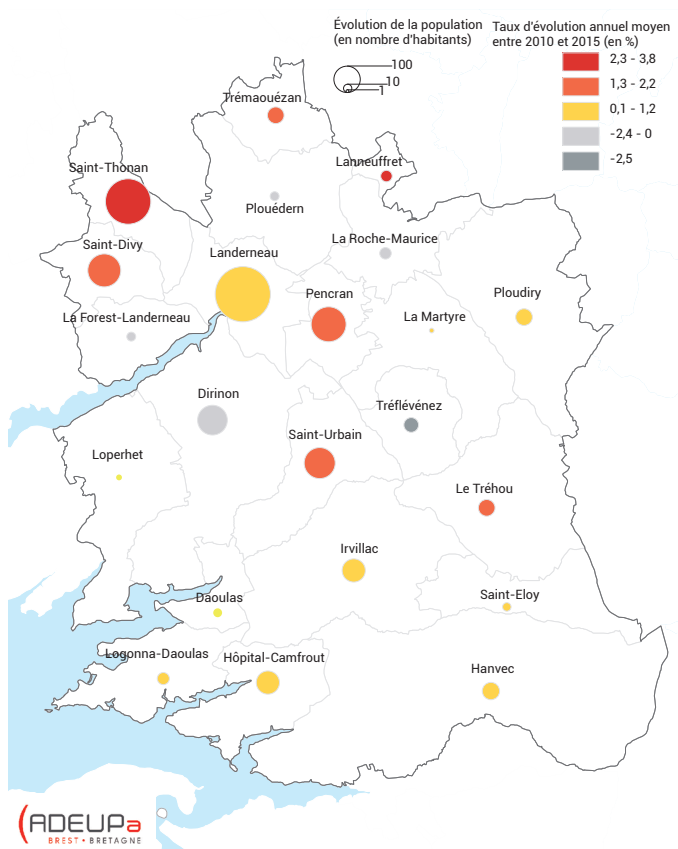 Évolution de la population
(en nombre d'habitants)
100
10
1
Taux d'évolution annuel moyen
entre 2010 et 2015 (en %)
2,3 - 3,8
1,3 - 2,2
0,1 - 1,2
-2,4 - 0
-2,5
Trémaouézan
Lanneuffret
Saint-Thonan
Plouédern
La Roche-Maurice
Saint-Divy
Landerneau
Pencran
Ploudiry
La Forest-Landerneau
La Martyre
Dirinon
Tréflévénez
Saint-Urbain
Loperhet
Le Tréhou
Irvillac
Saint-Eloy
Daoulas
Logonna-Daoulas
Hôpital-Camfrout
Hanvec
ADEUPa
BREST • BRETAGNE